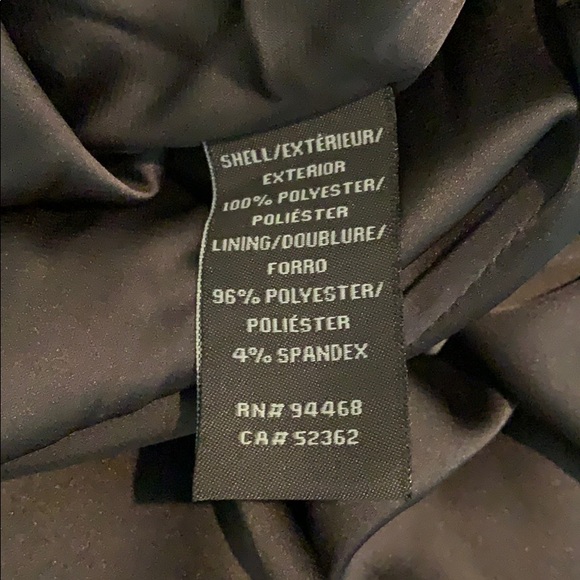 SHELL/EXTÉRIEUR/
EXTERIOR
100% POLYESTER/
POLIÉSTER
LINING/DOUBLURE/
FORRO
96% POLYESTER/
POLIÉSTER
4% SPANDEX
RN# 94468
CA# 52362